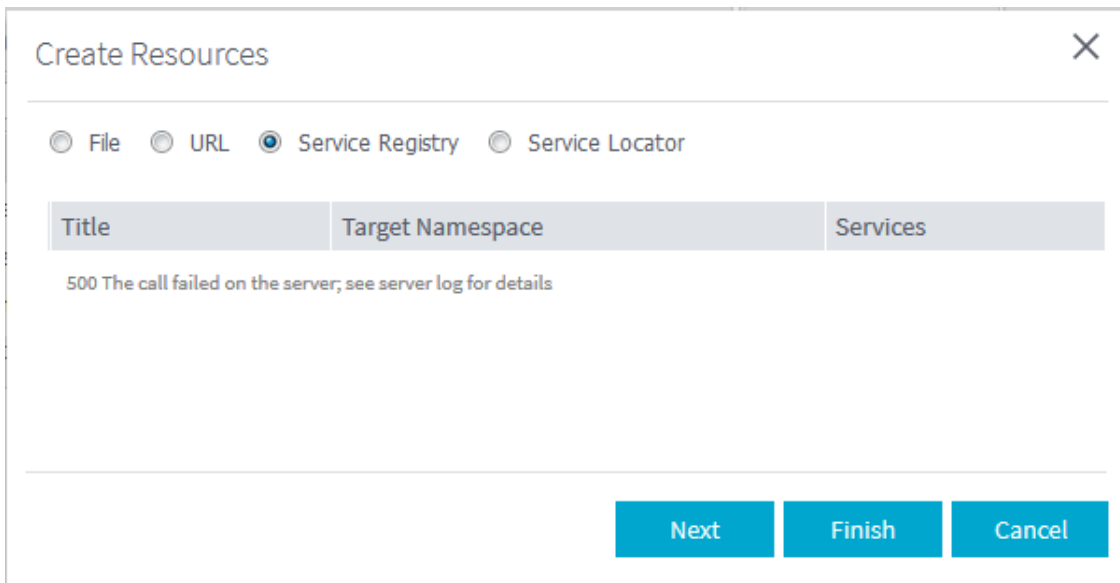 Create Resources
File URL Service Registry Service Locator
Title Target Namespace Services
500 The call failed on the server; see server log for details
Next Finish Cancel